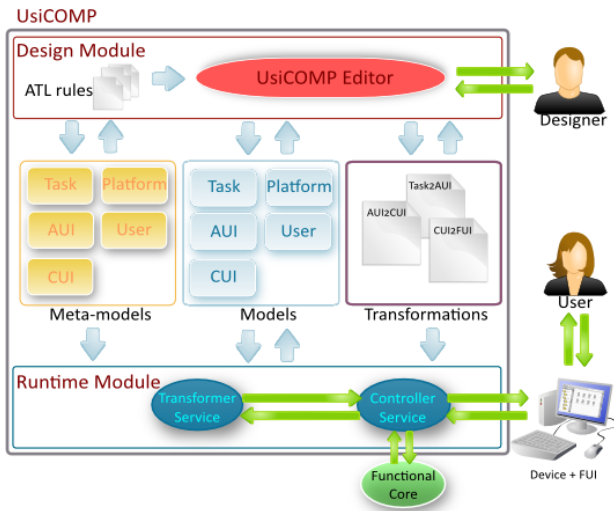 UsiCOMP
Design Module
ATL rules
UsiCOMP Editor
Designer
Task
Platform
AUI
User
CUI
Meta-models
Task
Platform
AUI
User
CUI
Models
Task2AUI
AUI2CUI
CUI2FUI
Transformations
User
Runtime Module
Transformer
Service
Controller
Service
Functional
Core
Device + FUI